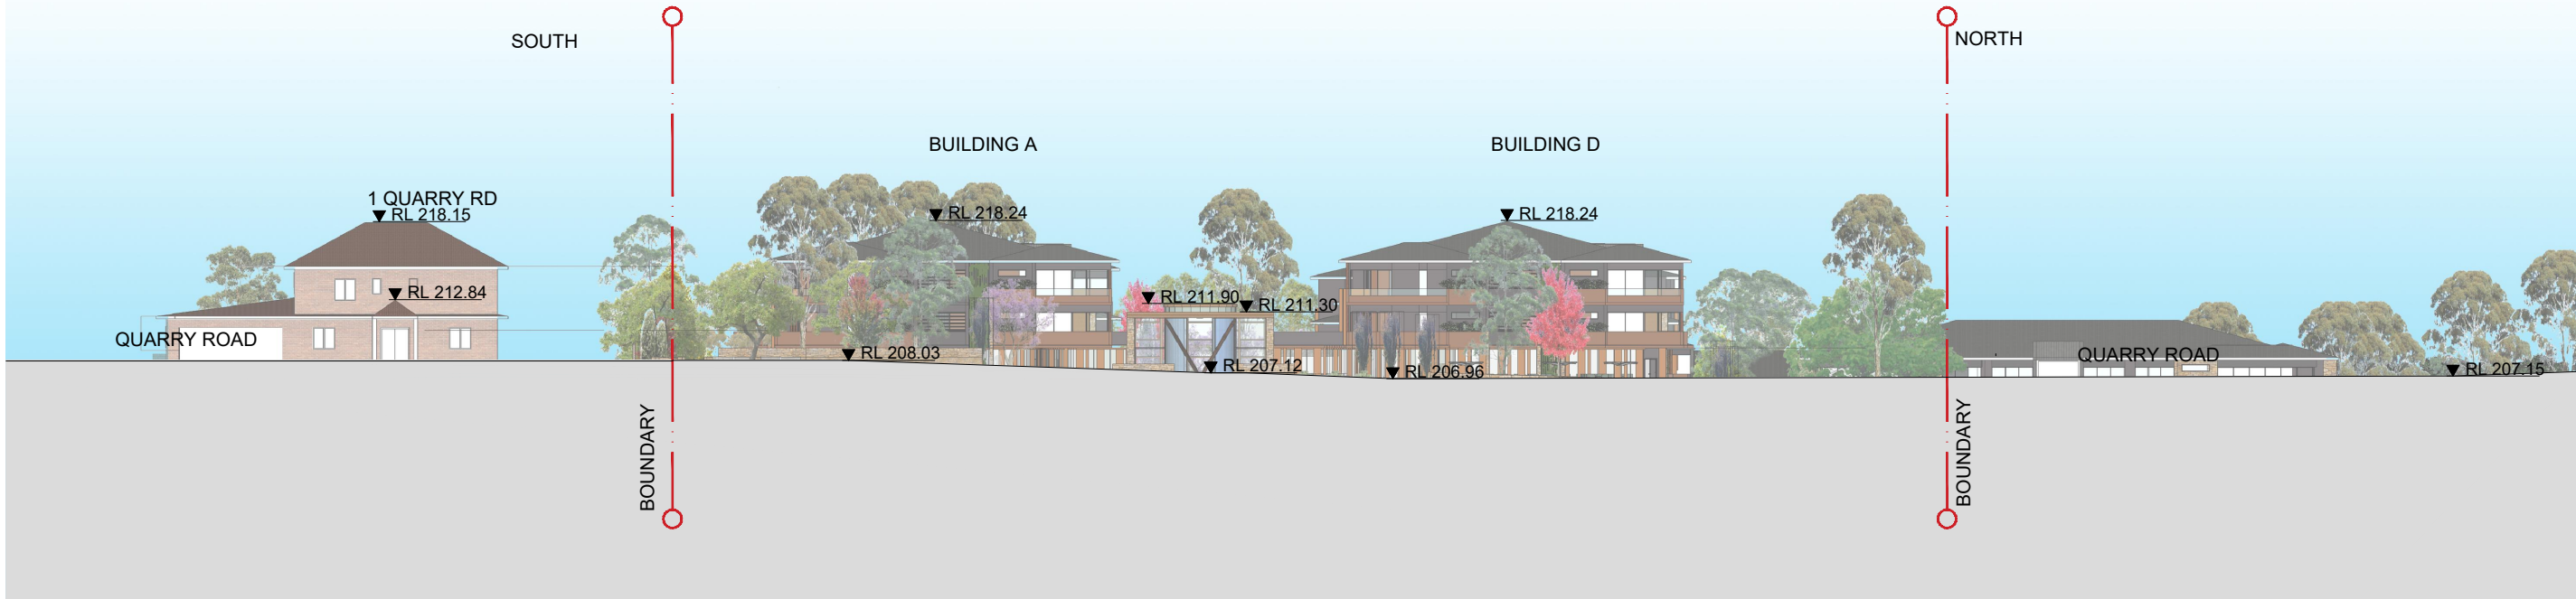 SOUTH
NORTH
BUILDING A
BUILDING D
1 QUARRY RD
RL 218.15
RL 218.24
RL 218.24
RL 212.84
RL 211.90
RL 211.30
QUARRY ROAD
RL 208.03
RL 207.12
RL 206.96
QUARRY ROAD
RL 207.15
BOUNDARY
BOUNDARY